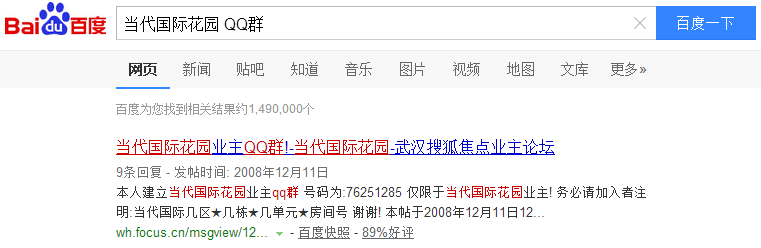 Bai du 百度 当代国际花园 QQ群 百度一下
网页 新闻 贴吧 知道 音乐 图片 视频 地图 文库 更多»
百度为您找到相关结果约1,490,000个
当代国际花园业主QQ群!-当代国际花园-武汉搜狐焦点业主论坛
9条回复 - 发帖时间: 2008年12月11日
本人建立当代国际花园业主qq群 号码为:76251285 仅限于当代国际花园业主! 务必请加入者注
明:当代国际几区★几栋★几单元★房间号 谢谢! 本帖于2008年12月11日12...
wh.focus.cn/msgview/12... - 百度快照 - 89%好评